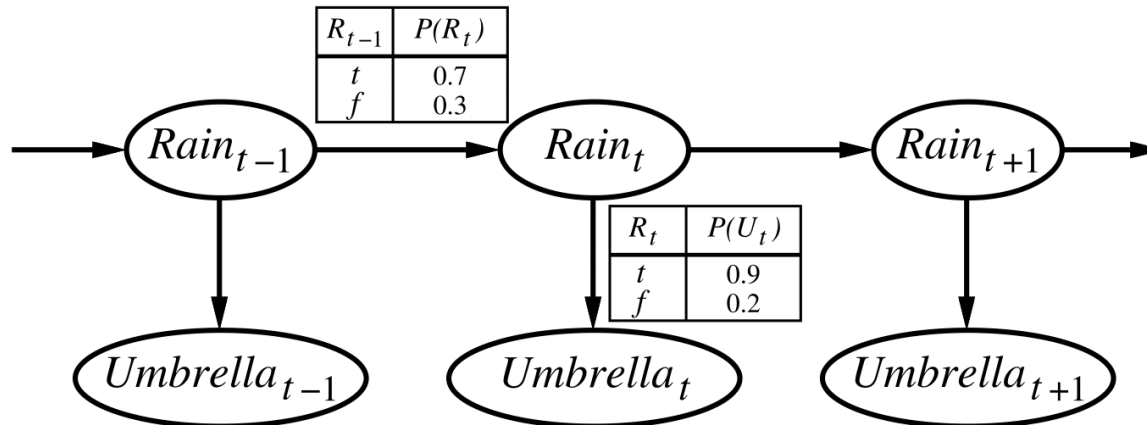 R_{t-1} P(R_t)
t 0.7
f 0.3
Rain_{t-1} Rain_t Rain_{t+1}
R_t P(U_t)
t 0.9
f 0.2
Umbrella_{t-1} Umbrella_t Umbrella_{t+1}